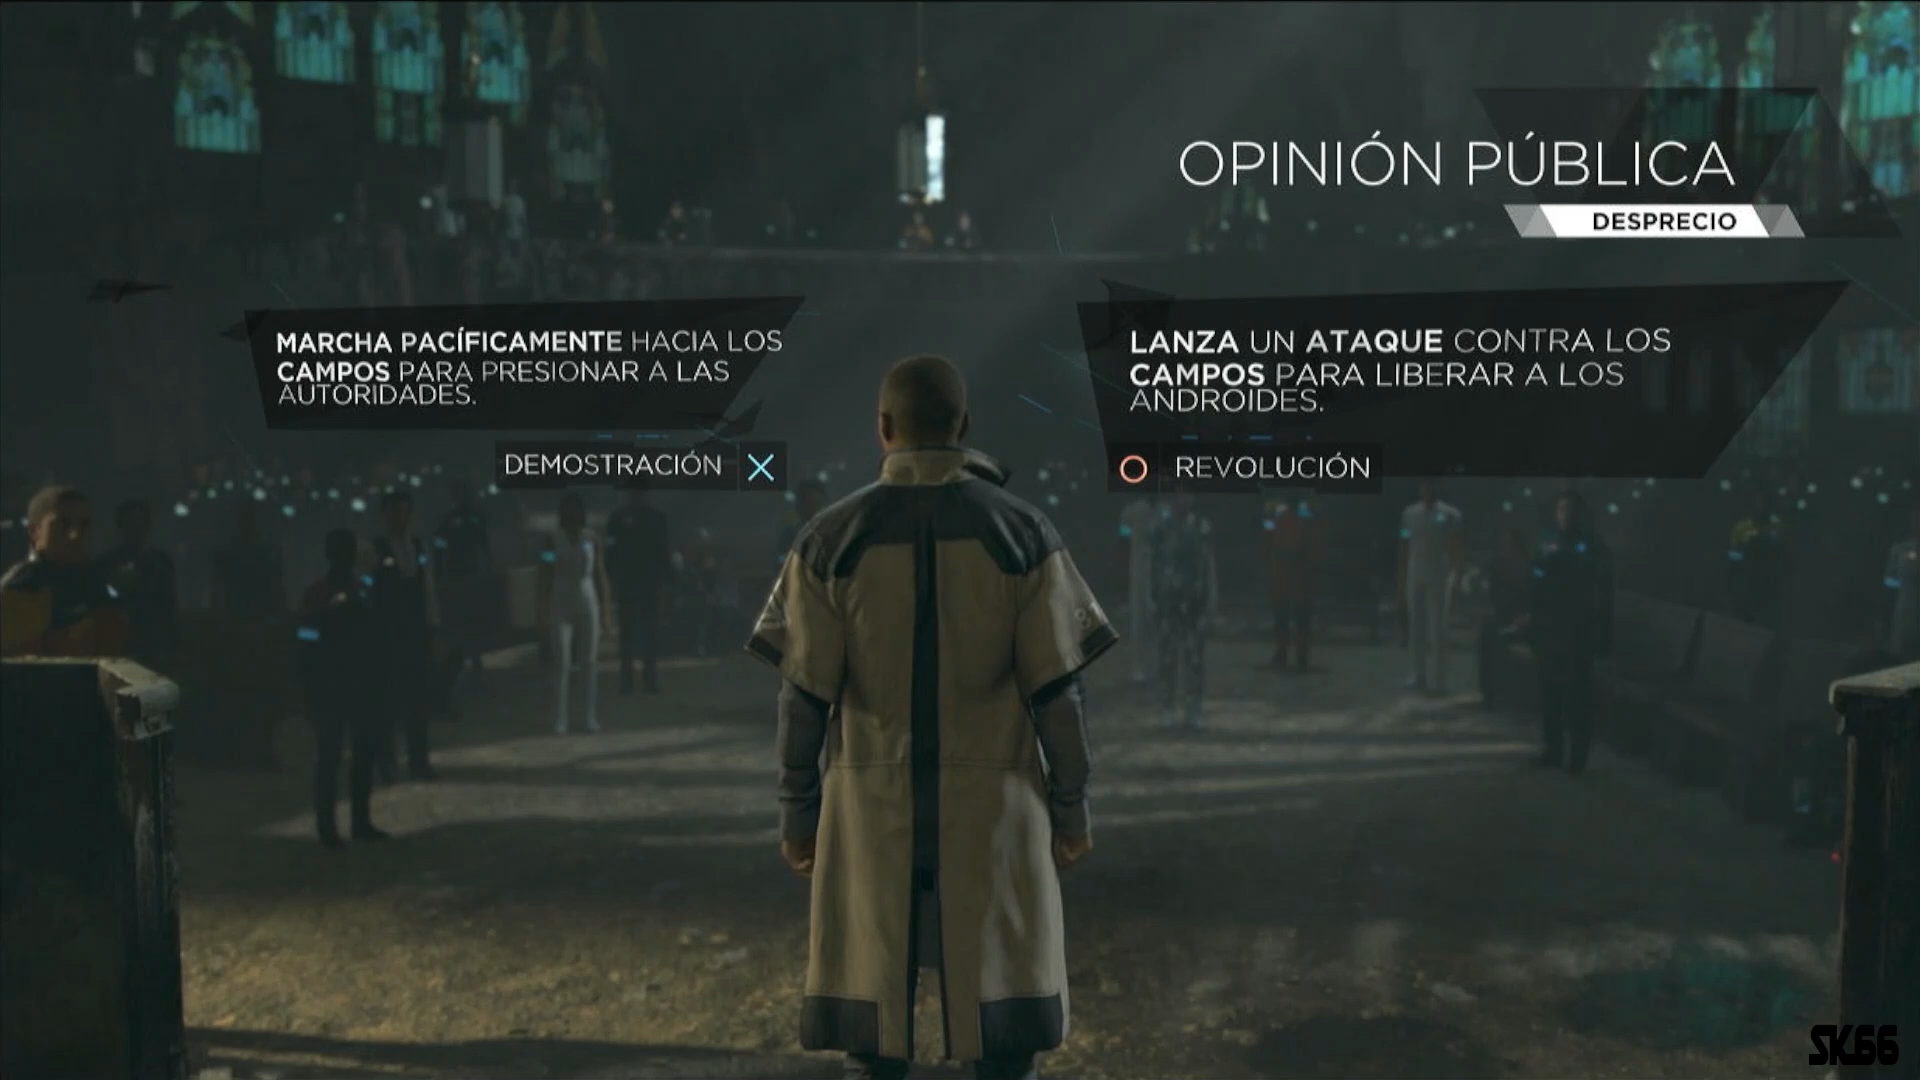 OPINIÓN PÚBLICA
DESPRECIO
MARCHA PACÍFICAMENTE HACIA LOS
CAMPOS PARA PRESIONAR A LAS
AUTORIDADES.
DEMOSTRACIÓN
LANZA UN ATAQUE CONTRA LOS
CAMPOS PARA LIBERAR A LOS
ANDROIDES.
REVOLUCIÓN
SK66